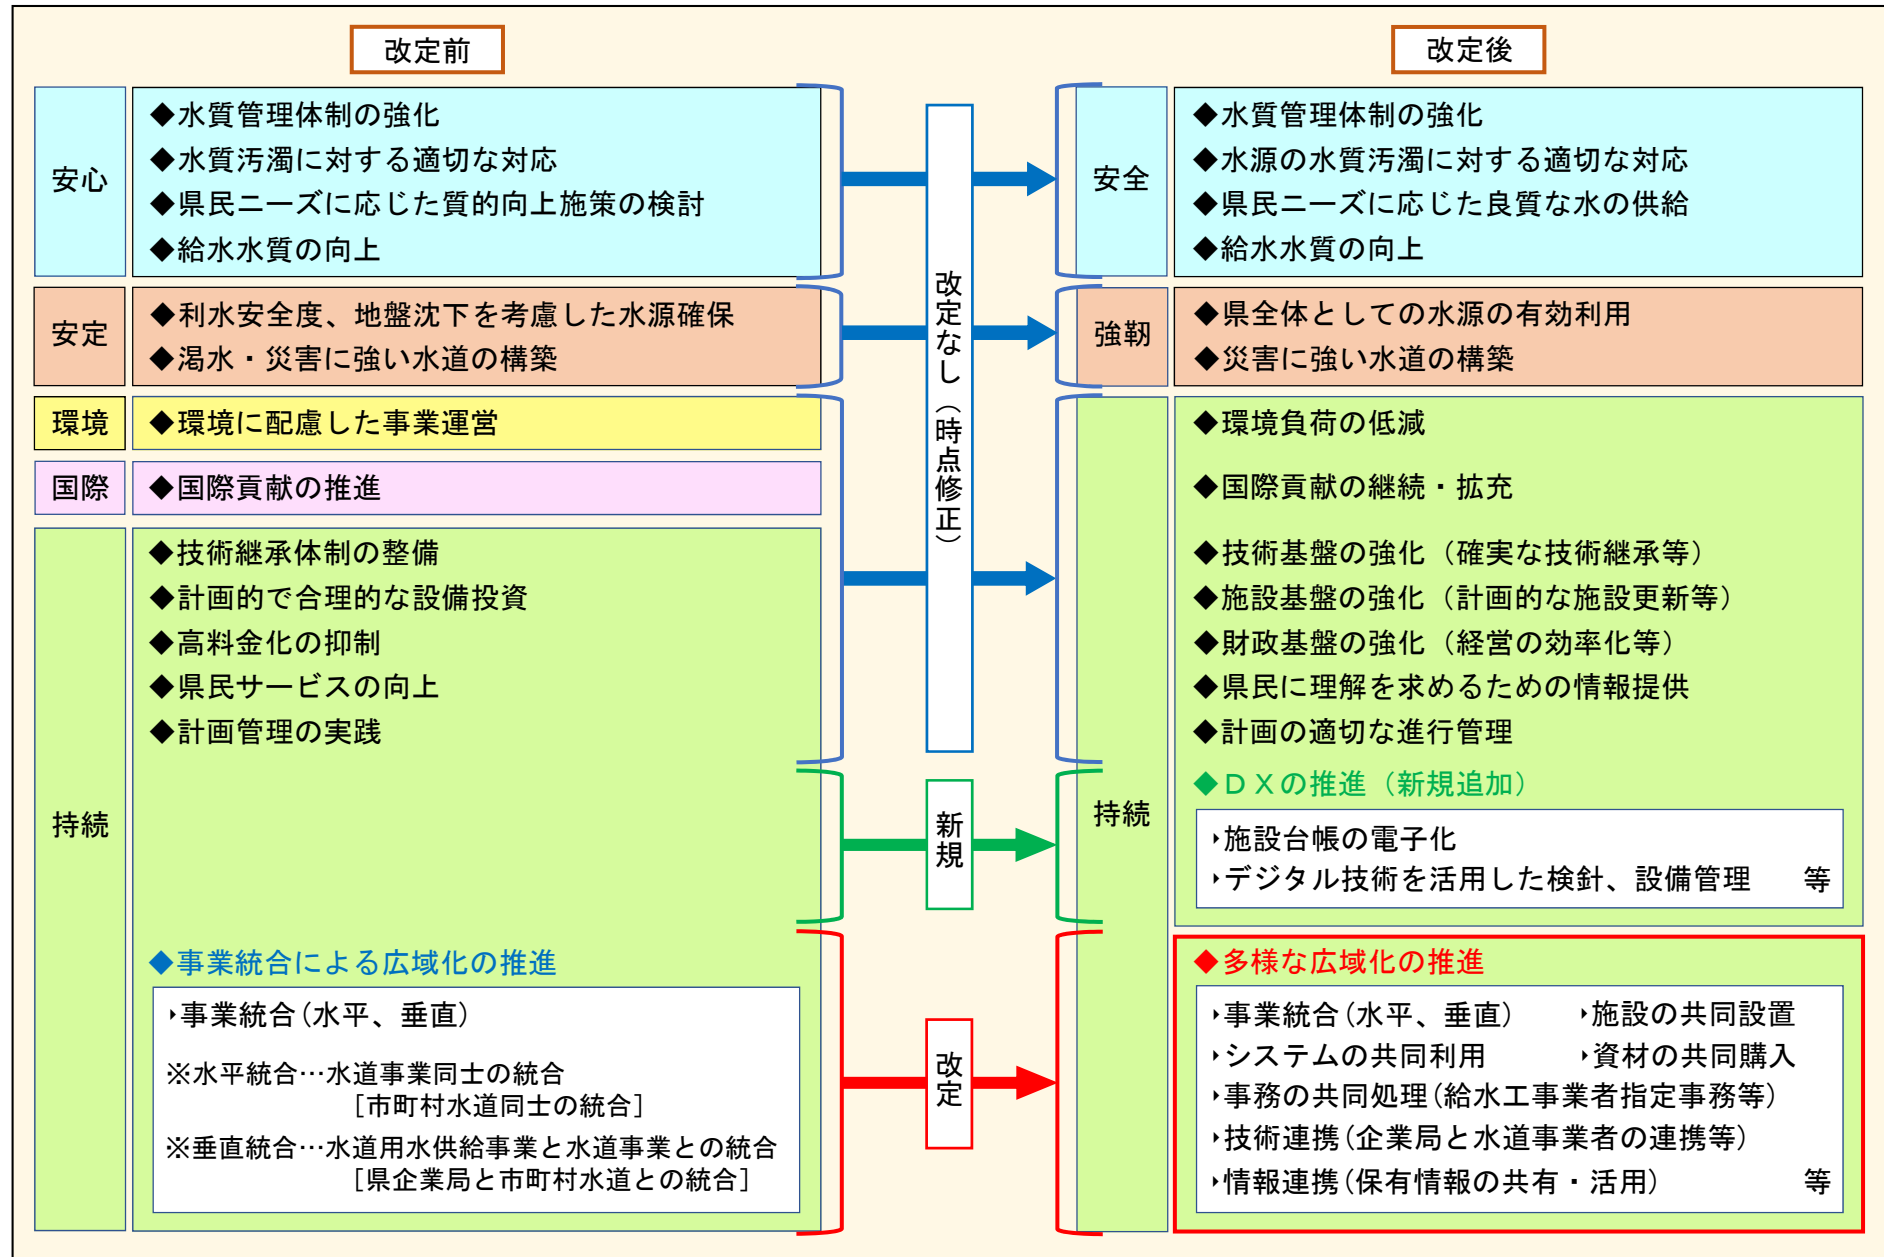 改定前
安心
◆水質管理体制の強化
◆水質汚濁に対する適切な対応
◆県民ニーズに応じた質的向上施策の検討
◆給水水質の向上
安定
◆利水安全度、地盤沈下を考慮した水源確保
◆渇水・災害に強い水道の構築
環境
◆環境に配慮した事業運営
国際
◆国際貢献の推進
持続
◆技術継承体制の整備
◆計画的で合理的な設備投資
◆高料金化の抑制
◆県民サービスの向上
◆計画管理の実践
◆事業統合による広域化の推進
‣事業統合(水平、垂直)
※水平統合…水道事業同士の統合
[市町村水道同士の統合]
※垂直統合…水道用水供給事業と水道事業との統合
[県企業局と市町村水道との統合]
改定なし（時点修正）
新規
改定
改定後
安全
◆水質管理体制の強化
◆水源の水質汚濁に対する適切な対応
◆県民ニーズに応じた良質な水の供給
◆給水水質の向上
強靭
◆県全体としての水源の有効利用
◆災害に強い水道の構築
持続
◆環境負荷の低減
◆国際貢献の継続・拡充
◆技術基盤の強化（確実な技術継承等）
◆施設基盤の強化（計画的な施設更新等）
◆財政基盤の強化（経営の効率化等）
◆県民に理解を求めるための情報提供
◆計画の適切な進行管理
◆ＤＸの推進（新規追加）
‣施設台帳の電子化
‣デジタル技術を活用した検針、設備管理　等
◆多様な広域化の推進
‣事業統合(水平、垂直)　‣施設の共同設置
‣システムの共同利用　‣資材の共同購入
‣事務の共同処理(給水工事業者指定事務等)
‣技術連携(企業局と水道事業者の連携等)
‣情報連携(保有情報の共有・活用)　等